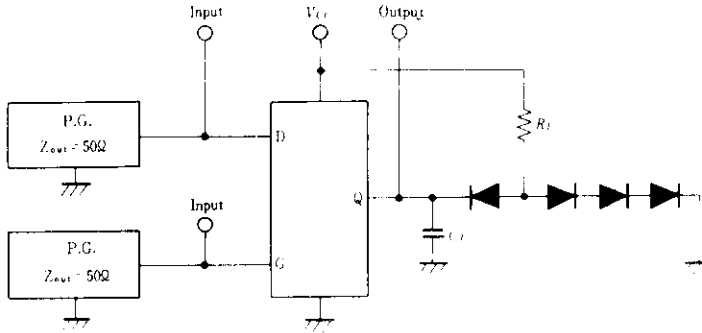 Input
Vcc
Output
P.G.
Zout = 50Ω
D
RL
Q
Input
P.G.
Zout = 50Ω
G
CL